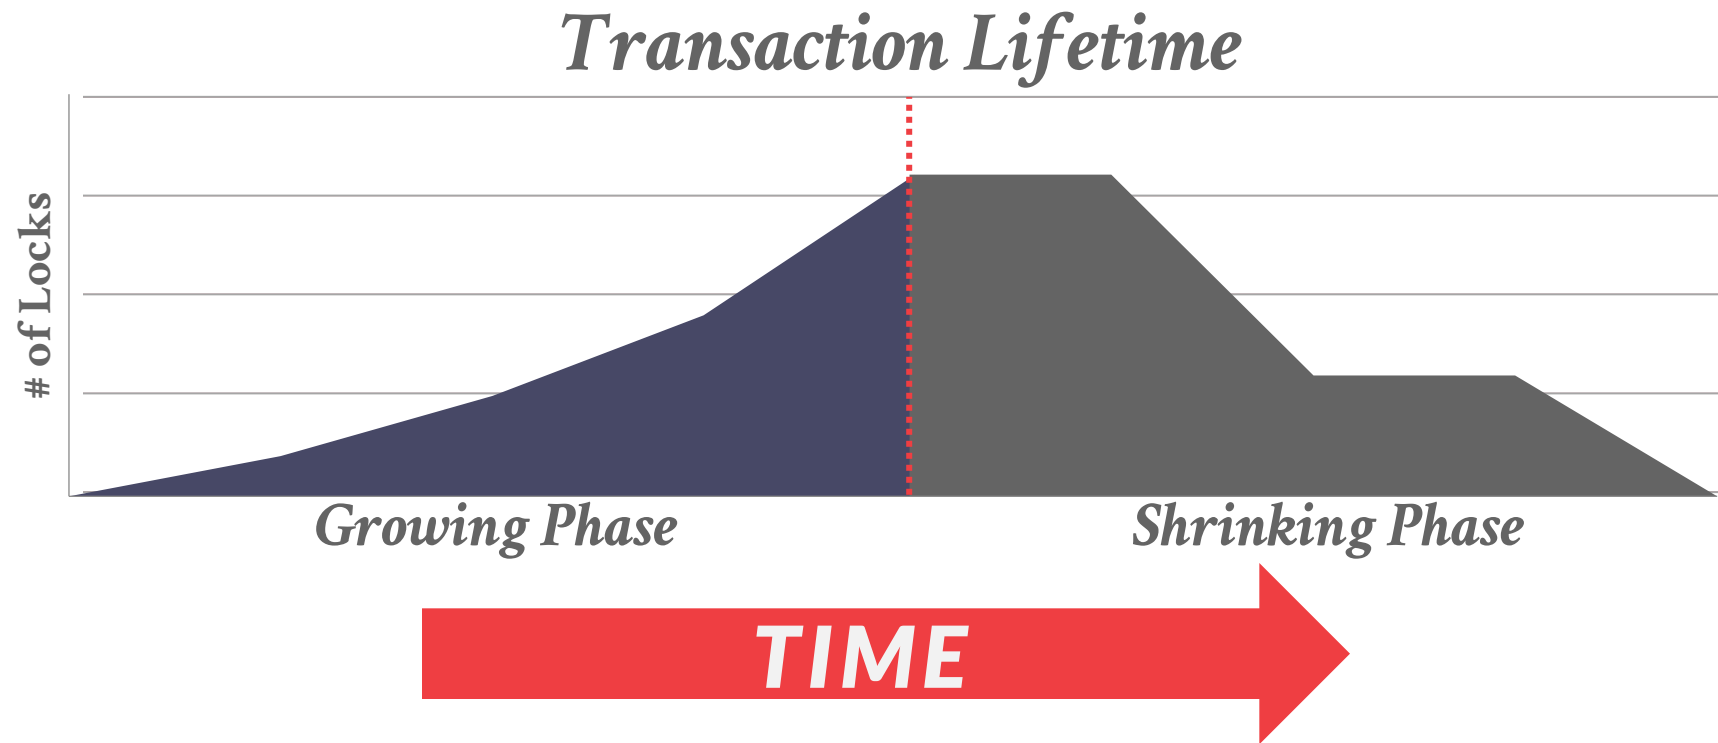 Transaction Lifetime
# of Locks
Growing Phase
Shrinking Phase
TIME